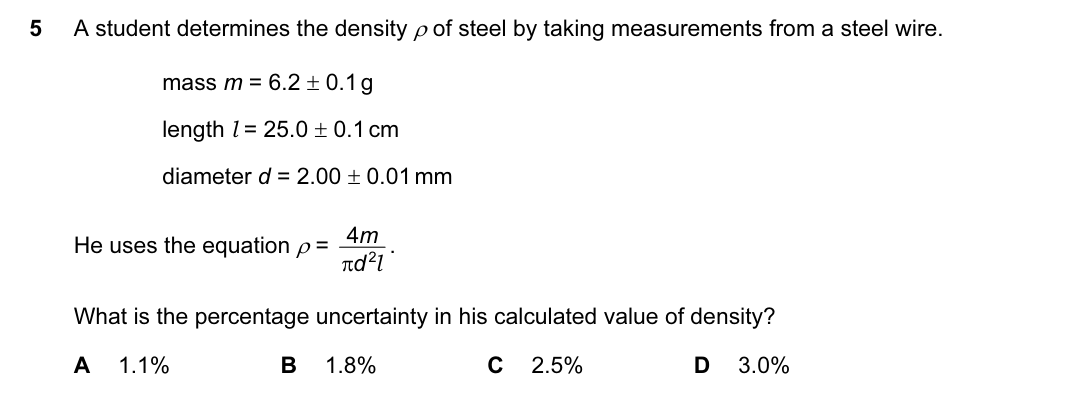 5 A student determines the density ρ of steel by taking measurements from a steel wire.
mass m = 6.2 ± 0.1 g
length l = 25.0 ± 0.1 cm
diameter d = 2.00 ± 0.01 mm
He uses the equation ρ = 4m / πd²l .
What is the percentage uncertainty in his calculated value of density?
A 1.1% B 1.8% C 2.5% D 3.0%